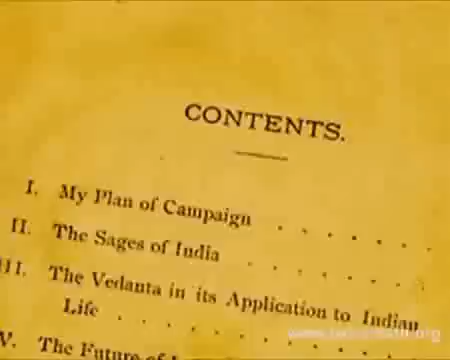 CONTENTS.
I. My Plan of Campaign . . . . . . .
II. The Sages of India . . . . . . . .
III. The Vedanta in its Application to Indian
Life . . . . . . . . . . . .
The Future of